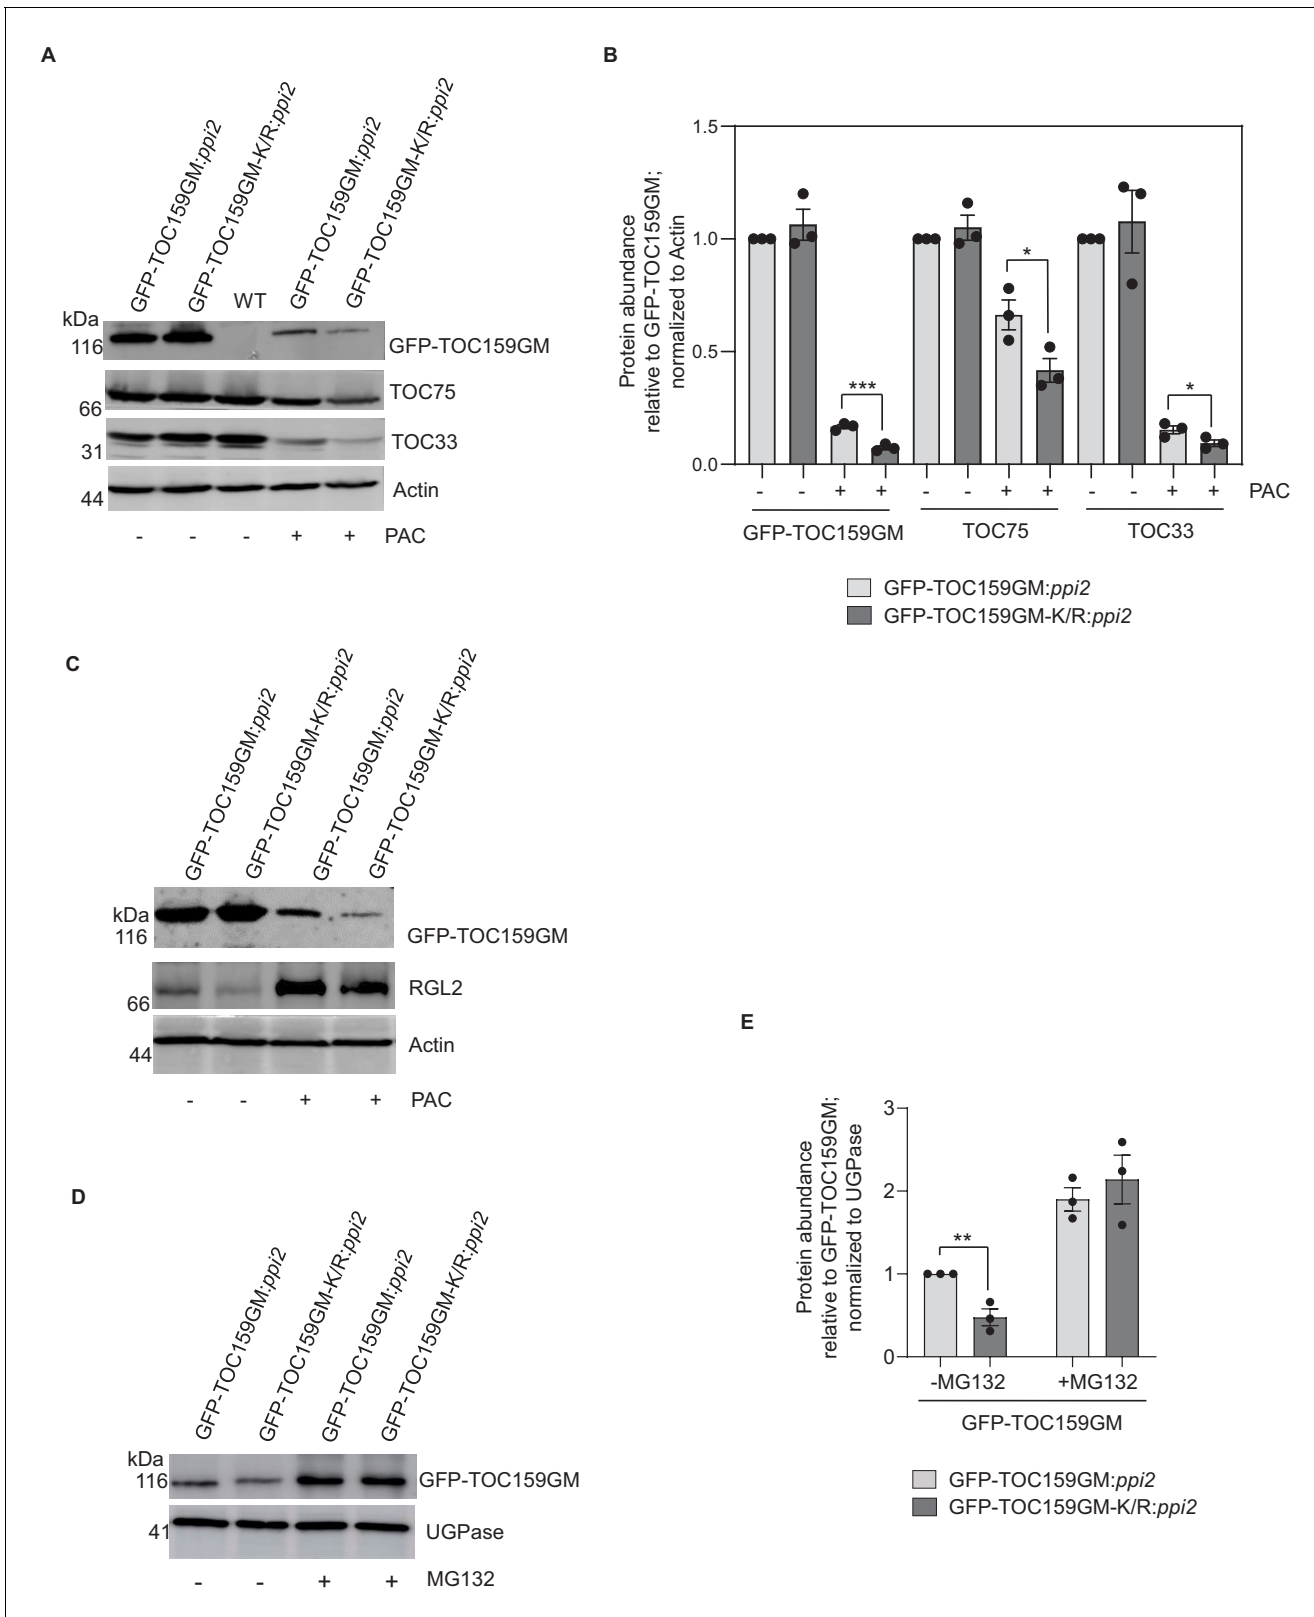 A
GFP-TOC159GM:ppi2
GFP-TOC159GM-K/R:ppi2
WT
GFP-TOC159GM:ppi2
GFP-TOC159GM-K/R:ppi2
kDa
116
GFP-TOC159GM
66
TOC75
31
TOC33
44
Actin
- - - + + PAC
B
Protein abundance
relative to GFP-TOC159GM;
normalized to Actin
1.5
1.0
0.5
0.0
***
*
*
- - + + - - + + - - + + PAC
GFP-TOC159GM TOC75 TOC33
GFP-TOC159GM:ppi2
GFP-TOC159GM-K/R:ppi2
C
GFP-TOC159GM:ppi2
GFP-TOC159GM-K/R:ppi2
GFP-TOC159GM:ppi2
GFP-TOC159GM-K/R:ppi2
kDa
116
GFP-TOC159GM
66
RGL2
44
Actin
- - + + PAC
D
GFP-TOC159GM:ppi2
GFP-TOC159GM-K/R:ppi2
GFP-TOC159GM:ppi2
GFP-TOC159GM-K/R:ppi2
kDa
116
GFP-TOC159GM
41
UGPase
- - + + MG132
E
Protein abundance
relative to GFP-TOC159GM;
normalized to UGPase
3
2
1
0
**
-MG132 +MG132
GFP-TOC159GM
GFP-TOC159GM:ppi2
GFP-TOC159GM-K/R:ppi2